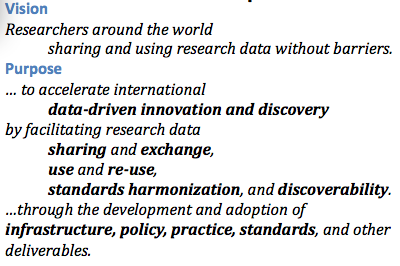 Vision
Researchers around the world
sharing and using research data without barriers.
Purpose
... to accelerate international
data-driven innovation and discovery
by facilitating research data
sharing and exchange,
use and re-use,
standards harmonization, and discoverability.
...through the development and adoption of
infrastructure, policy, practice, standards, and other
deliverables.